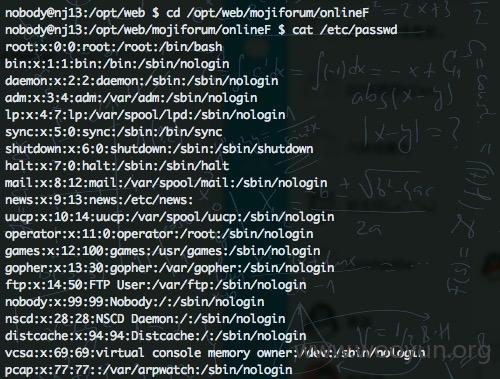 nobody@nj13:/opt/web $ cd /opt/web/mojiforum/onlineF
nobody@nj13:/opt/web/mojiforum/onlineF $ cat /etc/passwd
root:x:0:0:root:/root:/bin/bash
bin:x:1:1:bin:/bin:/sbin/nologin
daemon:x:2:2:daemon:/sbin:/sbin/nologin
adm:x:3:4:adm:/var/adm:/sbin/nologin
lp:x:4:7:lp:/var/spool/lpd:/sbin/nologin
sync:x:5:0:sync:/sbin:/bin/sync
shutdown:x:6:0:shutdown:/sbin:/sbin/shutdown
halt:x:7:0:halt:/sbin:/sbin/halt
mail:x:8:12:mail:/var/spool/mail:/sbin/nologin
news:x:9:13:news:/etc/news:
uucp:x:10:14:uucp:/var/spool/uucp:/sbin/nologin
operator:x:11:0:operator:/root:/sbin/nologin
games:x:12:100:games:/usr/games:/sbin/nologin
gopher:x:13:30:gopher:/var/gopher:/sbin/nologin
ftp:x:14:50:FTP User:/var/ftp:/sbin/nologin
nobody:x:99:99:Nobody:/:/sbin/nologin
nscd:x:28:28:NSCD Daemon:/:/sbin/nologin
distcache:x:94:94:Distcache:/:/sbin/nologin
vcsa:x:69:69:virtual console memory owner:/dev:/sbin/nologin
pcap:x:77:77::/var/arpwatch:/sbin/nologin
|x-y|=?